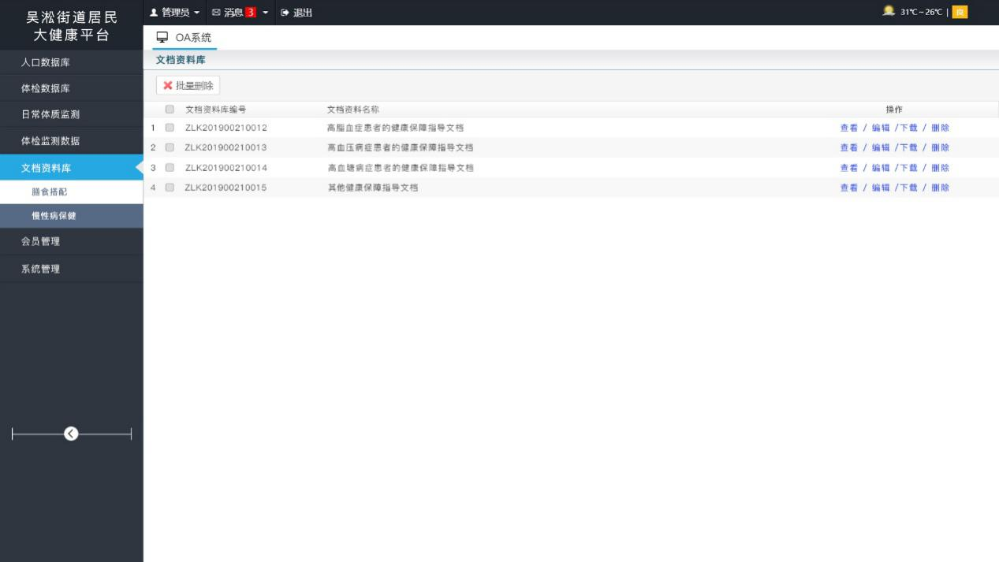 吴淞街道居民
大健康平台
管理员 消息 3 退出
31℃~26℃ | 良
OA系统
文档资料库
批量删除
人口数据库
体检数据库
日常体质监测
体检监测数据
文档资料库
膳食搭配
慢性病保健
会员管理
系统管理
文档资料库编号 文档资料名称 操作
1 ZLK201900210012 高脂血症患者的健康保障指导文档 查看 / 编辑 /下载 / 删除
2 ZLK201900210013 高血压病症患者的健康保障指导文档 查看 / 编辑 /下载 / 删除
3 ZLK201900210014 高血塘病症患者的健康保障指导文档 查看 / 编辑 /下载 / 删除
4 ZLK201900210015 其他健康保障指导文档 查看 / 编辑 /下载 / 删除